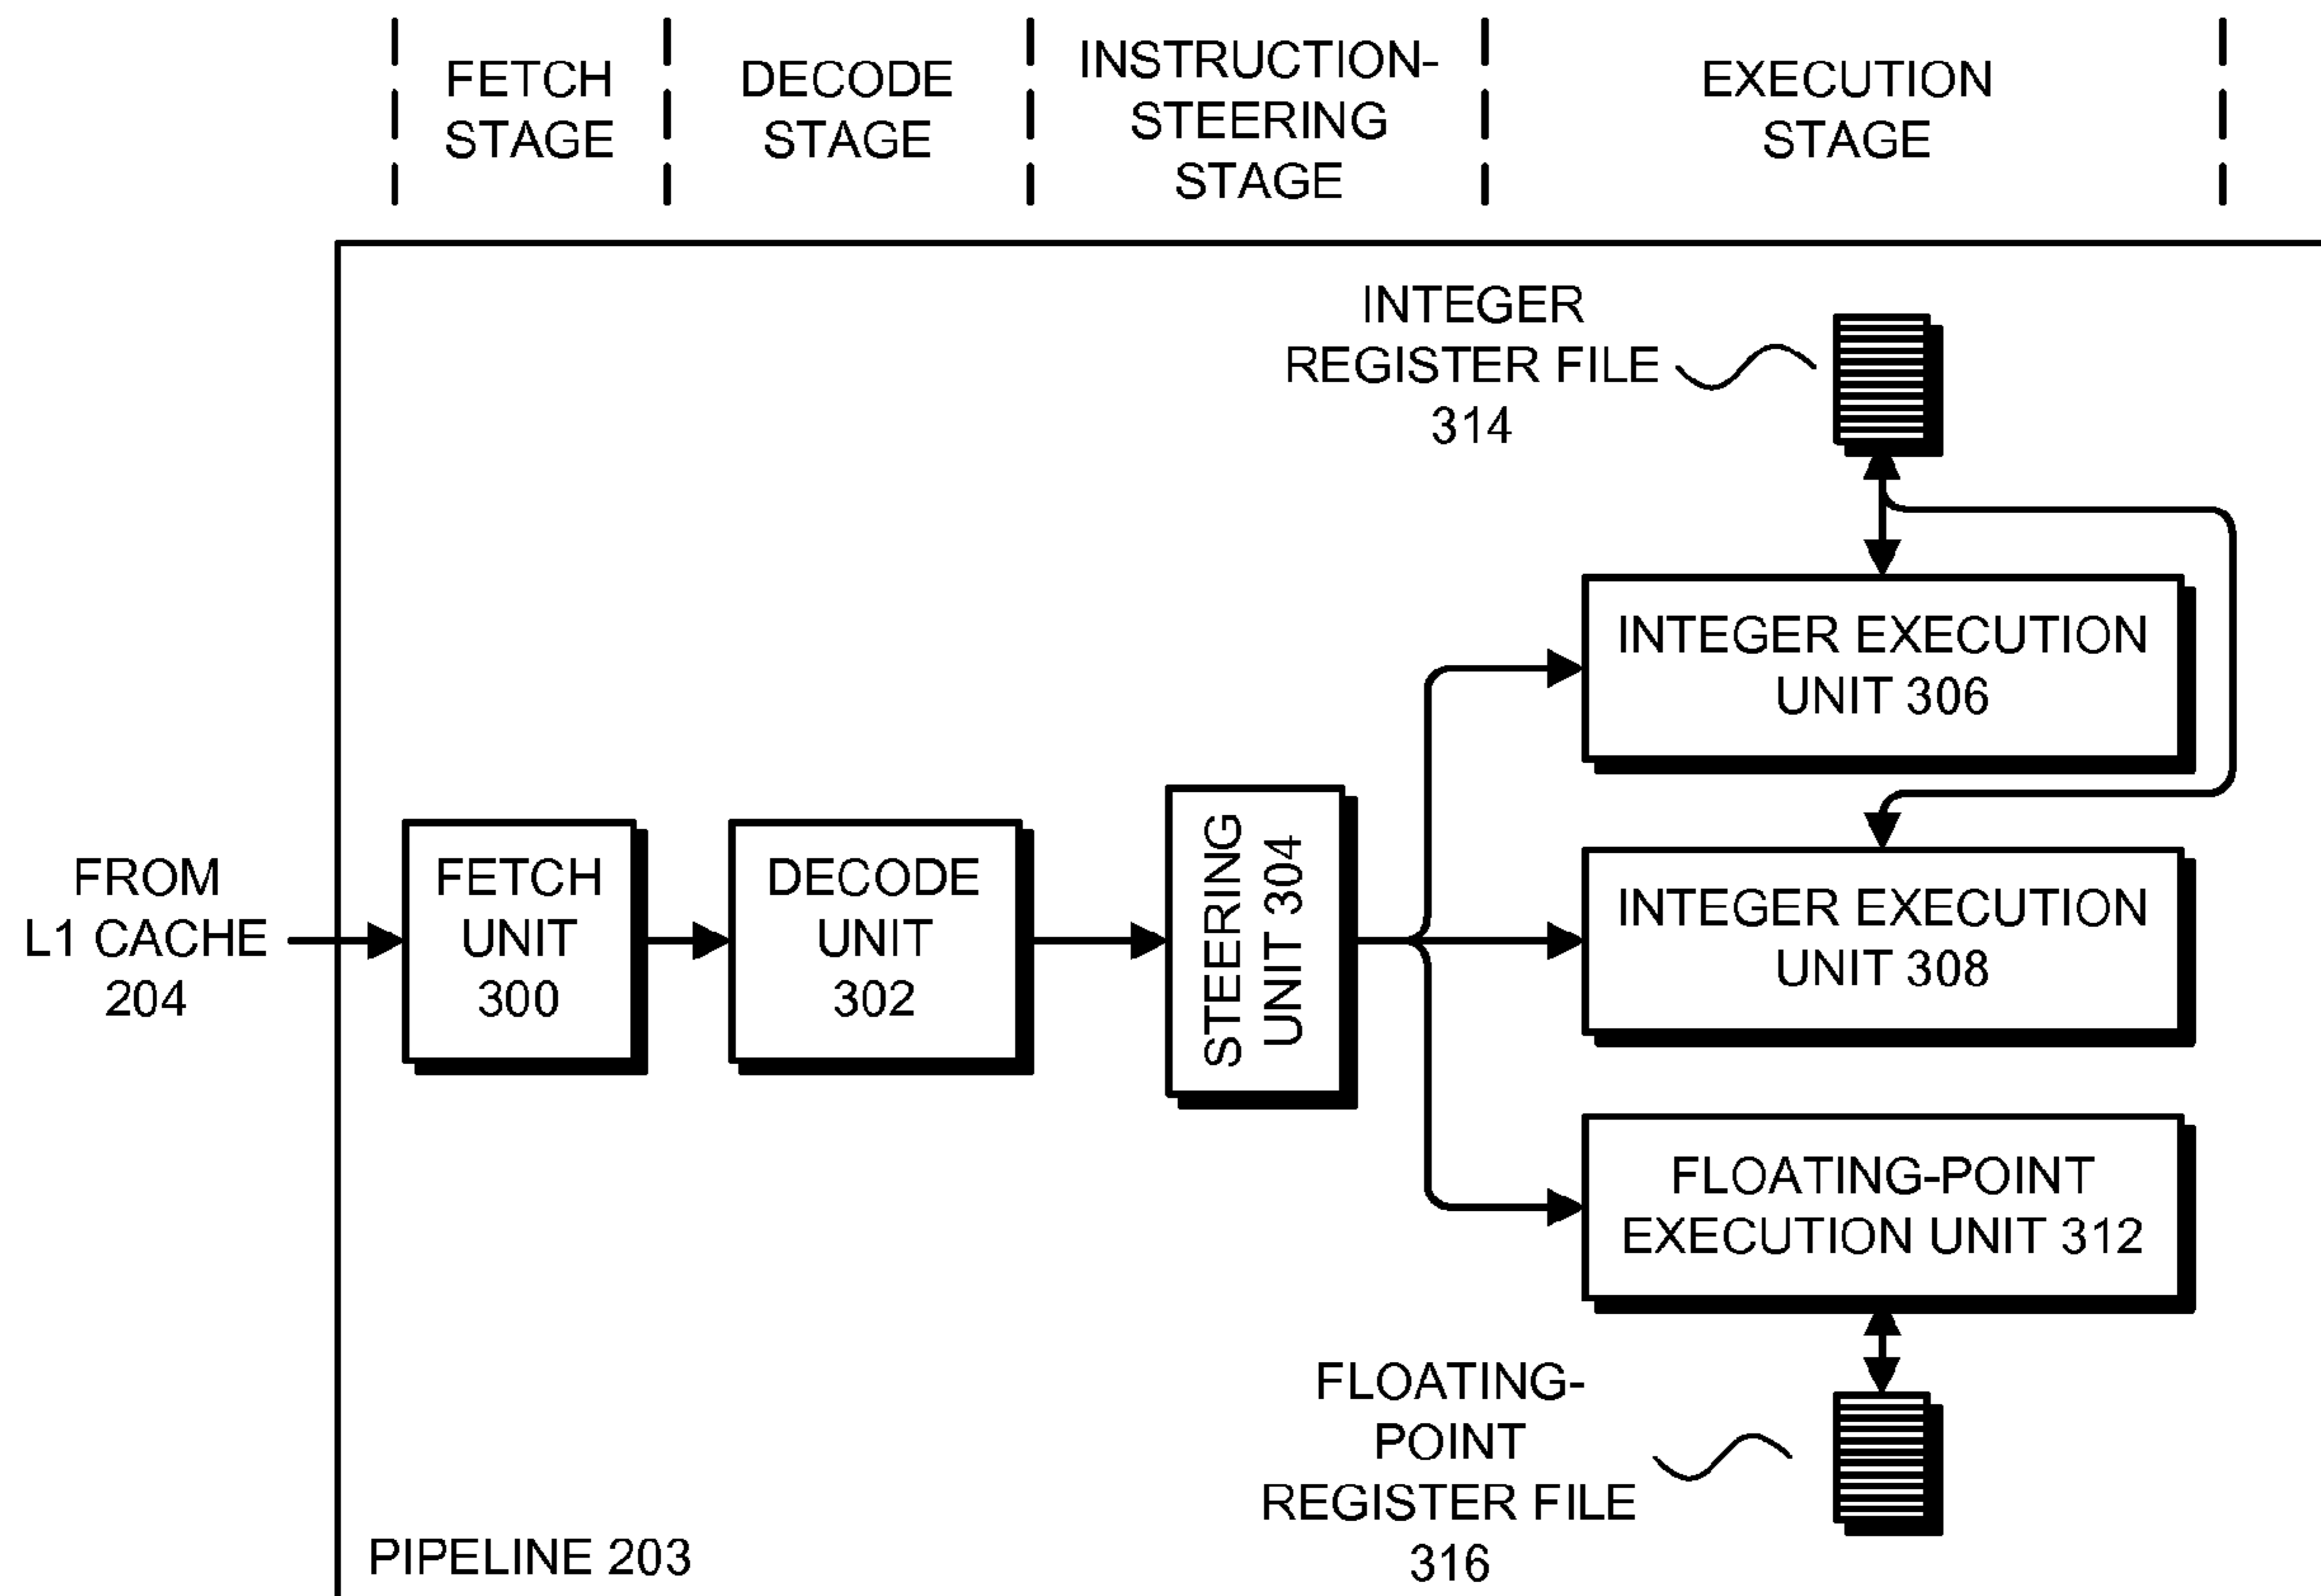 FETCH
STAGE
DECODE
STAGE
INSTRUCTION-
STEERING
STAGE
EXECUTION
STAGE
INTEGER
REGISTER FILE
314
INTEGER EXECUTION
UNIT 306
FROM
L1 CACHE
204
FETCH
UNIT
300
DECODE
UNIT
302
STEERING
UNIT 304
INTEGER EXECUTION
UNIT 308
FLOATING-POINT
EXECUTION UNIT 312
FLOATING-
POINT
REGISTER FILE
316
PIPELINE 203